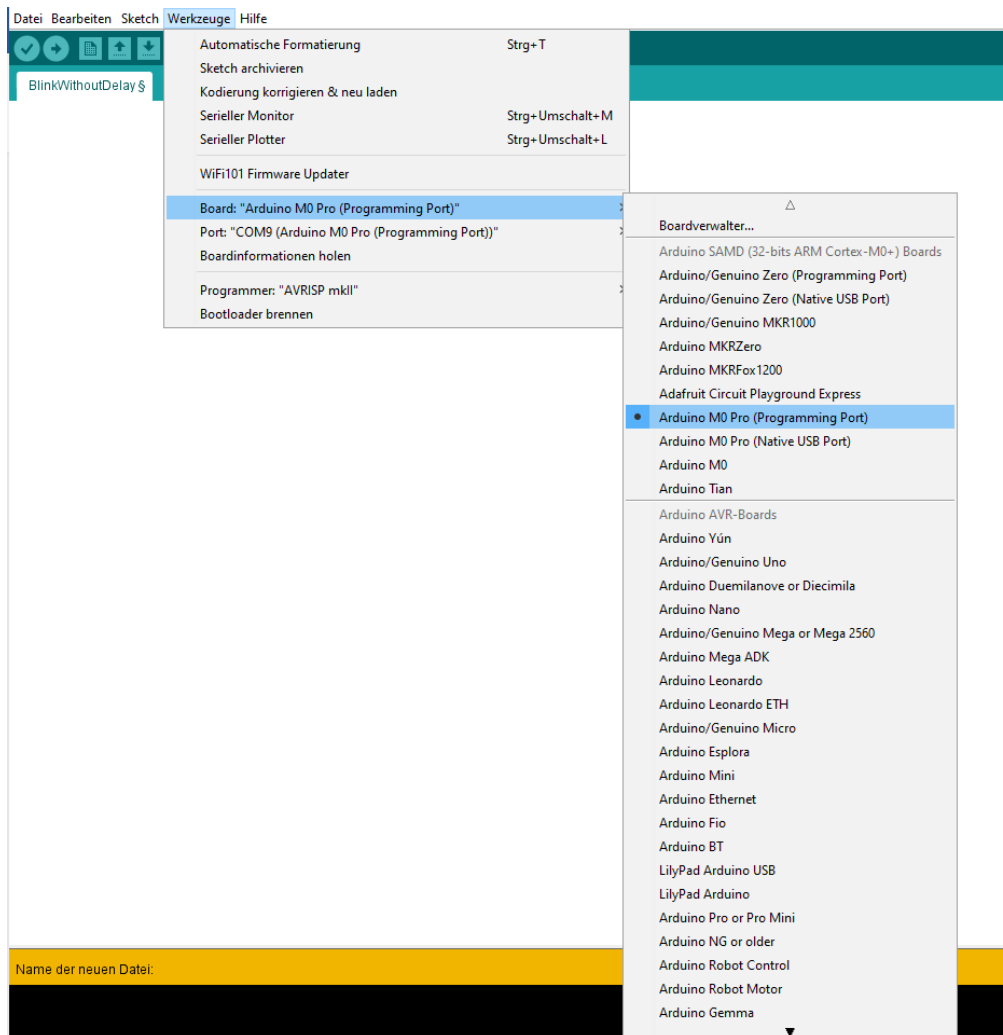 Datei Bearbeiten Sketch Werkzeuge Hilfe
BlinkWithoutDelay §
Automatische Formatierung Strg+T
Sketch archivieren
Kodierung korrigieren & neu laden
Serieller Monitor Strg+Umschalt+M
Serieller Plotter Strg+Umschalt+L
WiFi101 Firmware Updater
Board: "Arduino M0 Pro (Programming Port)"
Port: "COM9 (Arduino M0 Pro (Programming Port))"
Boardinformationen holen
Programmer: "AVRISP mkII"
Bootloader brennen
Boardverwalter...
Arduino SAMD (32-bits ARM Cortex-M0+) Boards
Arduino/Genuino Zero (Programming Port)
Arduino/Genuino Zero (Native USB Port)
Arduino/Genuino MKR1000
Arduino MKRZero
Arduino MKRFox1200
Adafruit Circuit Playground Express
Arduino M0 Pro (Programming Port)
Arduino M0 Pro (Native USB Port)
Arduino M0
Arduino Tian
Arduino AVR-Boards
Arduino Yún
Arduino/Genuino Uno
Arduino Duemilanove or Diecimila
Arduino Nano
Arduino/Genuino Mega or Mega 2560
Arduino Mega ADK
Arduino Leonardo
Arduino Leonardo ETH
Arduino/Genuino Micro
Arduino Esplora
Arduino Mini
Arduino Ethernet
Arduino Fio
Arduino BT
LilyPad Arduino USB
LilyPad Arduino
Arduino Pro or Pro Mini
Arduino NG or older
Arduino Robot Control
Arduino Robot Motor
Arduino Gemma
Name der neuen Datei: